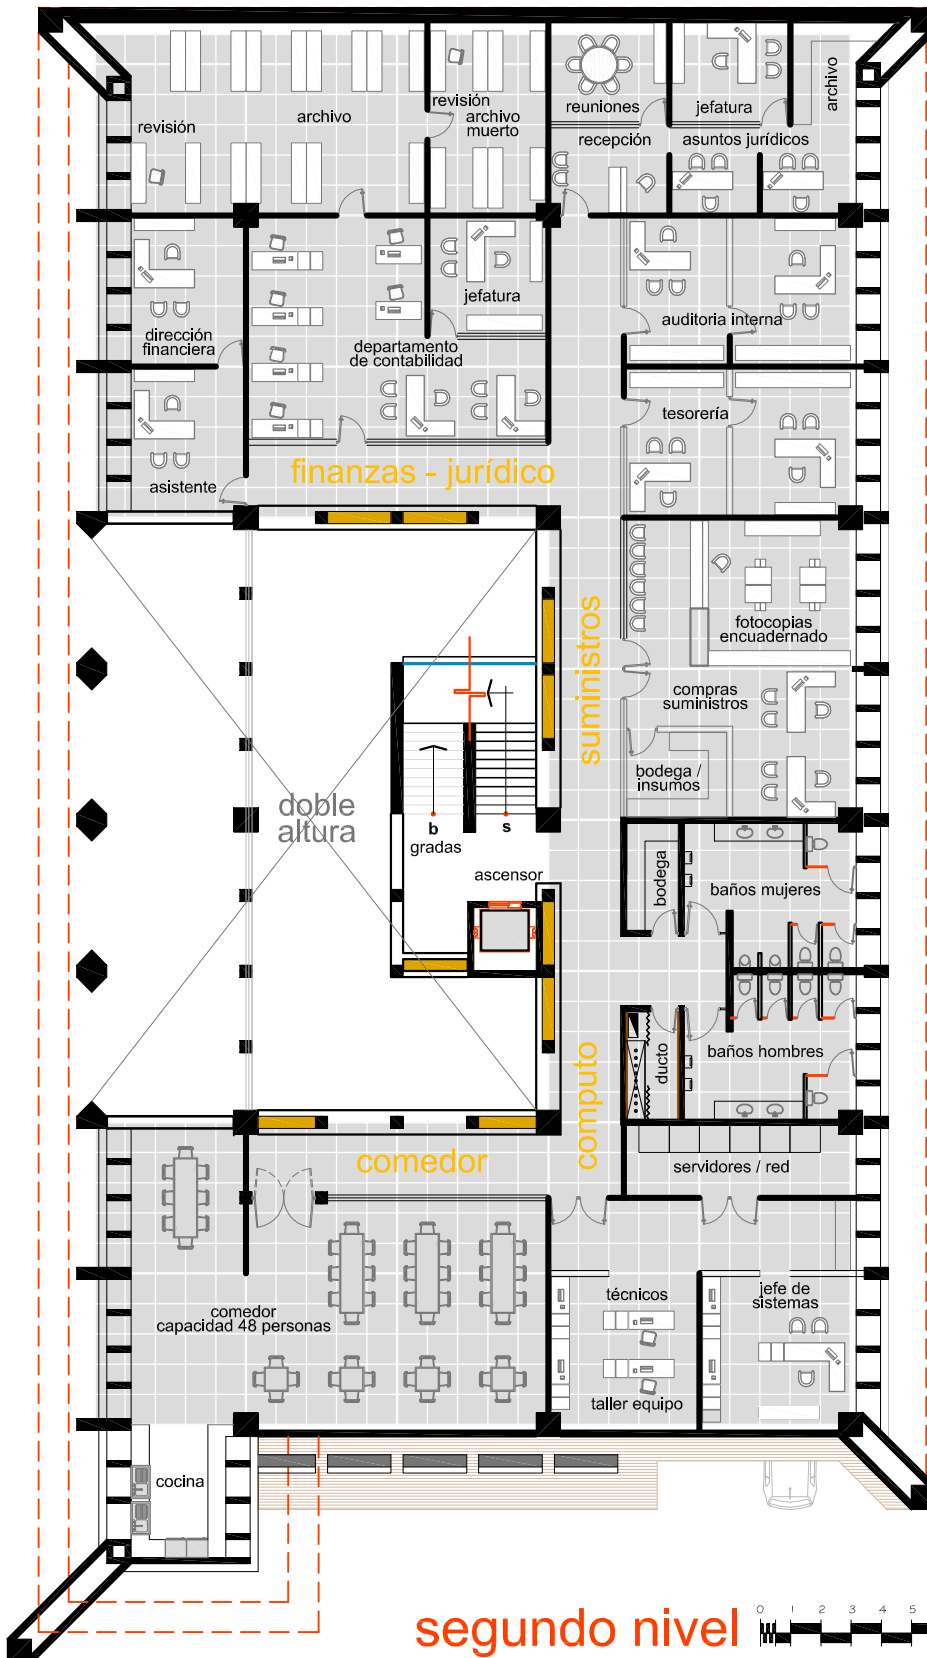 revisión
archivo
revisión
archivo
muerto
reuniones
recepción
jefatura
asuntos jurídicos
archivo
dirección
financiera
jefatura
departamento
de contabilidad
auditoria interna
tesorería
asistente
finanzas - jurídico
suministros
fotocopias
encuadernado
compras
suministros
bodega /
insumos
doble
altura
b
s
gradas
ascensor
bodega
baños mujeres
baños hombres
ducto
computo
comedor
servidores / red
comedor
capacidad 48 personas
técnicos
jefe de
sistemas
taller equipo
cocina
segundo nivel
0 1 2 3 4 5